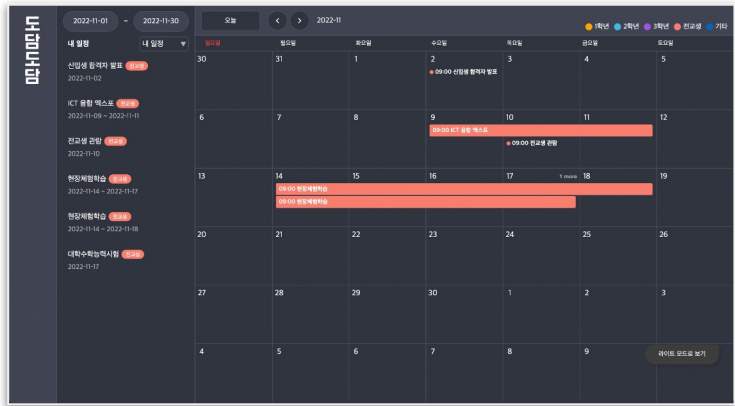 도담도담
2022-11-01 ~ 2022-11-30
내 일정 내 일정 ▼
신입생 합격자 발표 전교생
2022-11-02
ICT 융합 엑스포 전교생
2022-11-09 ~ 2022-11-11
전교생 관람 전교생
2022-11-10
현장체험학습 전교생
2022-11-14 ~ 2022-11-17
현장체험학습 전교생
2022-11-14 ~ 2022-11-18
대학수학능력시험 전교생
2022-11-17
오늘 < > 2022-11
1학년 2학년 3학년 전교생 기타
일요일 월요일 화요일 수요일 목요일 금요일 토요일
30 31 1 2 3 4 5
09:00 신입생 합격자 발표
6 7 8 9 10 11 12
09:00 ICT 융합 엑스포
09:00 전교생 관람
13 14 15 16 17 1 more 18 19
09:00 현장체험학습
09:00 현장체험학습
20 21 22 23 24 25 26
27 28 29 30 1 2 3
4 5 6 7 8 9
라이트 모드로 보기